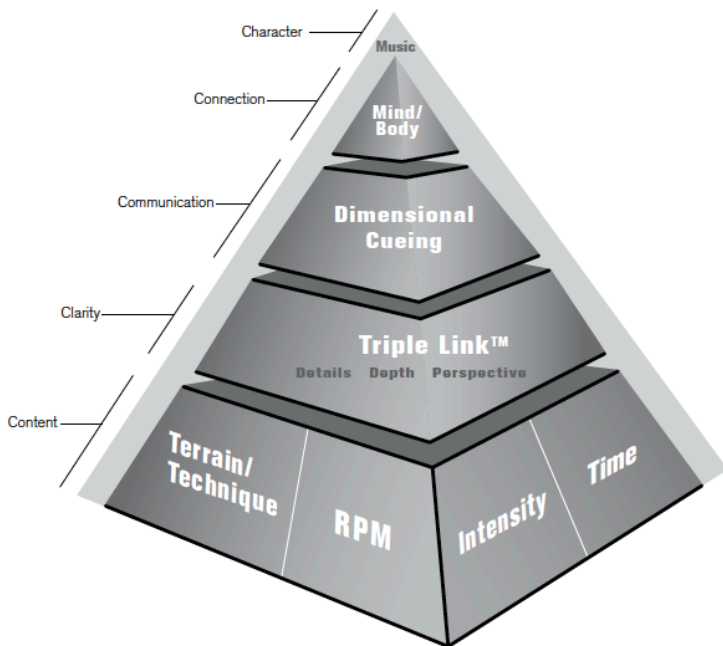 Character
Music
Connection
Mind/
Body
Communication
Dimensional
Cueing
Clarity
Triple Link™
Details Depth Perspective
Content
Terrain/
Technique
RPM
Intensity
Time